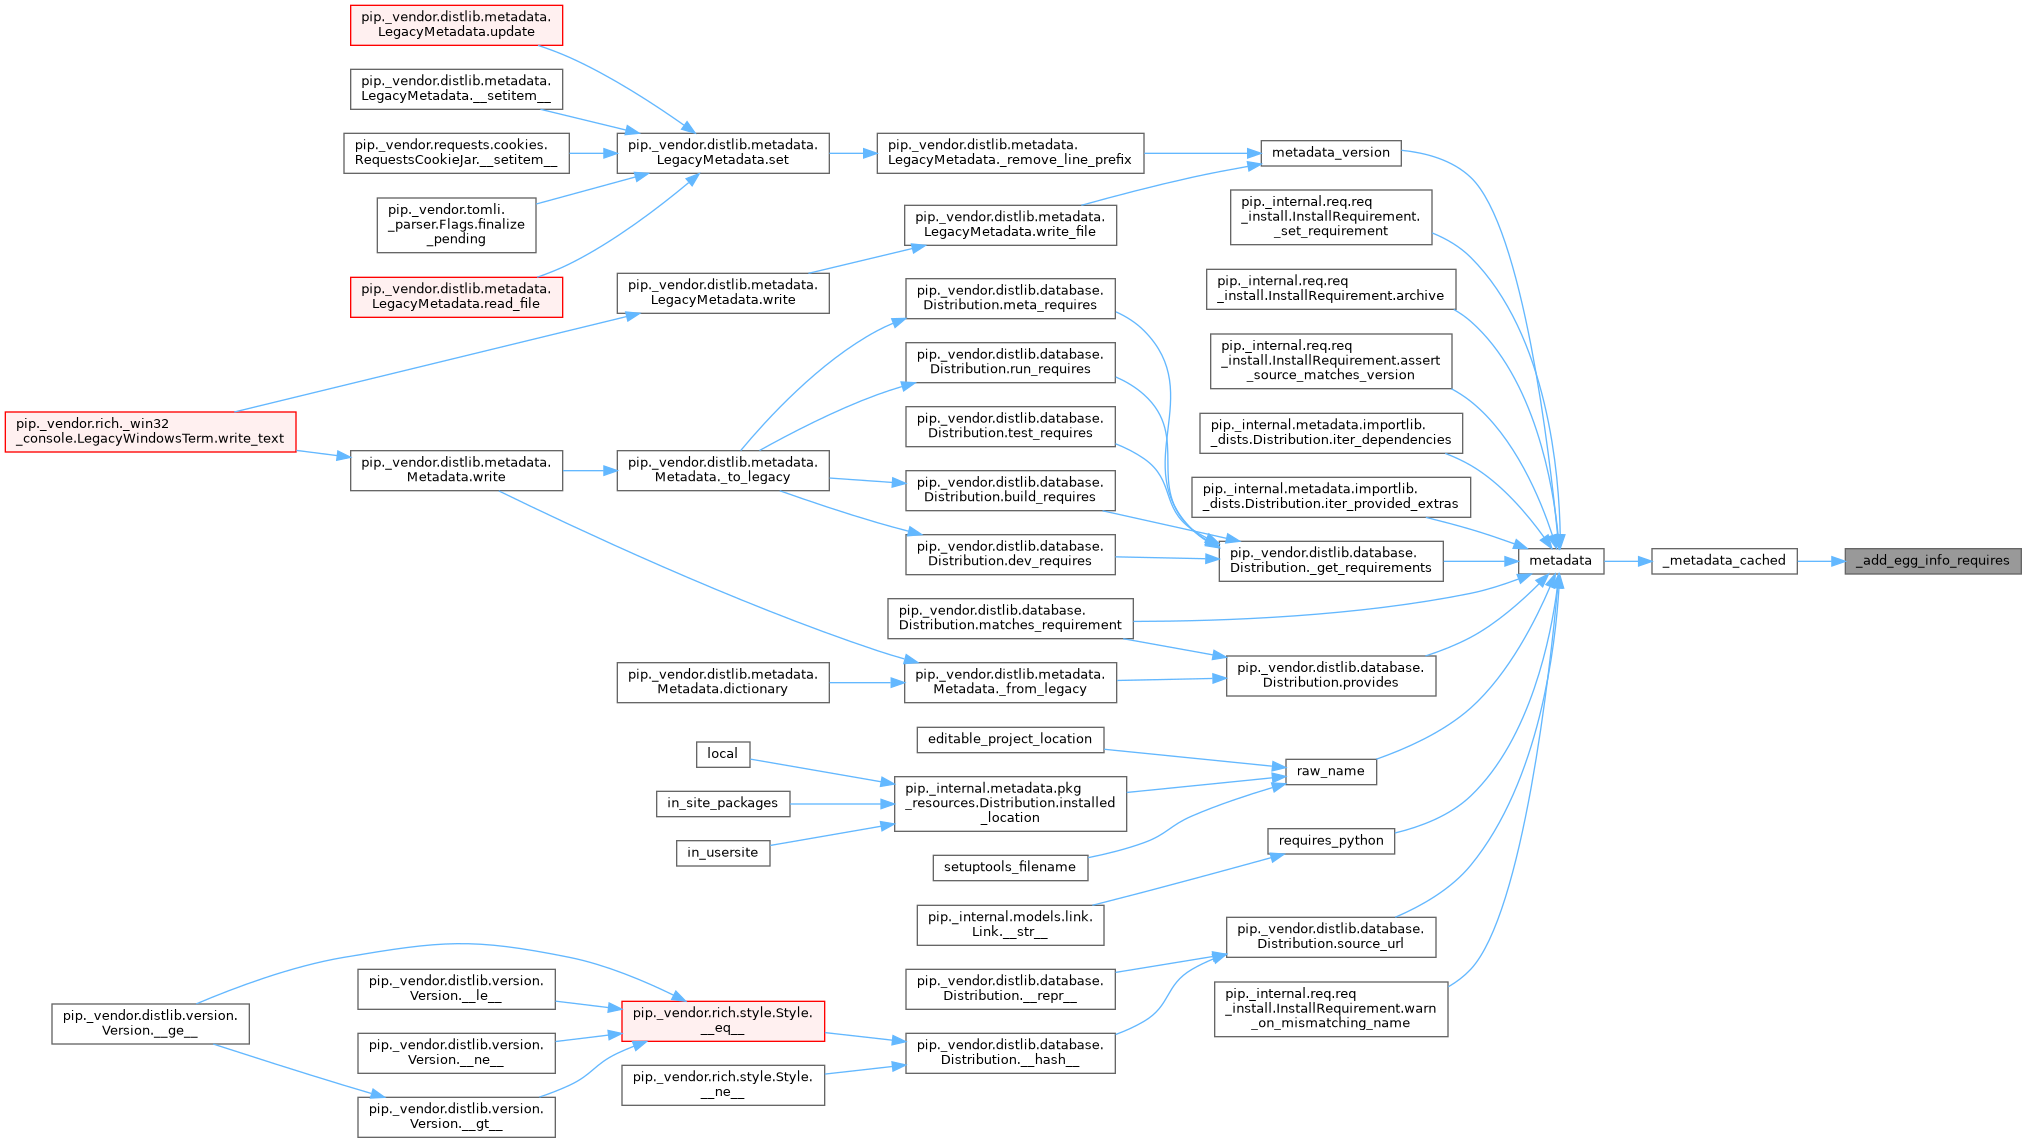 pip._vendor.distlib.metadata.
LegacyMetadata.update
pip._vendor.distlib.metadata.
LegacyMetadata.__setitem__
pip._vendor.requests.cookies.
RequestsCookieJar.__setitem__
pip._vendor.tomli.
_parser.Flags.finalize
_pending
pip._vendor.distlib.metadata.
LegacyMetadata.read_file
pip._vendor.rich._win32
_console.LegacyWindowsTerm.write_text
pip._vendor.distlib.metadata.
Metadata.write
pip._vendor.distlib.metadata.
LegacyMetadata.set
pip._vendor.distlib.metadata.
LegacyMetadata.write
pip._vendor.distlib.metadata.
Metadata._to_legacy
pip._vendor.distlib.metadata.
Metadata.dictionary
pip._vendor.distlib.metadata.
LegacyMetadata._remove_line_prefix
pip._vendor.distlib.metadata.
LegacyMetadata.write_file
pip._vendor.distlib.database.
Distribution.meta_requires
pip._vendor.distlib.database.
Distribution.run_requires
pip._vendor.distlib.database.
Distribution.test_requires
pip._vendor.distlib.database.
Distribution.build_requires
pip._vendor.distlib.database.
Distribution.dev_requires
pip._vendor.distlib.database.
Distribution.matches_requirement
pip._vendor.distlib.metadata.
Metadata._from_legacy
metadata_version
pip._internal.req.req
_install.InstallRequirement.
_set_requirement
pip._internal.req.req
_install.InstallRequirement.archive
pip._internal.req.req
_install.InstallRequirement.assert
_source_matches_version
pip._internal.metadata.importlib.
_dists.Distribution.iter_dependencies
pip._internal.metadata.importlib.
_dists.Distribution.iter_provided_extras
pip._vendor.distlib.database.
Distribution._get_requirements
metadata
_metadata_cached
_add_egg_info_requires
pip._vendor.distlib.database.
Distribution.provides
editable_project_location
local
in_site_packages
in_usersite
pip._internal.metadata.pkg
_resources.Distribution.installed
_location
setuptools_filename
raw_name
requires_python
pip._internal.models.link.
Link.__str__
pip._vendor.distlib.database.
Distribution.source_url
pip._internal.req.req
_install.InstallRequirement.warn
_on_mismatching_name
pip._vendor.distlib.database.
Distribution.__repr__
pip._vendor.distlib.database.
Distribution.__hash__
pip._vendor.rich.style.Style.
__eq__
pip._vendor.rich.style.Style.
__ne__
pip._vendor.distlib.version.
Version.__le__
pip._vendor.distlib.version.
Version.__ne__
pip._vendor.distlib.version.
Version.__gt__
pip._vendor.distlib.version.
Version.__ge__